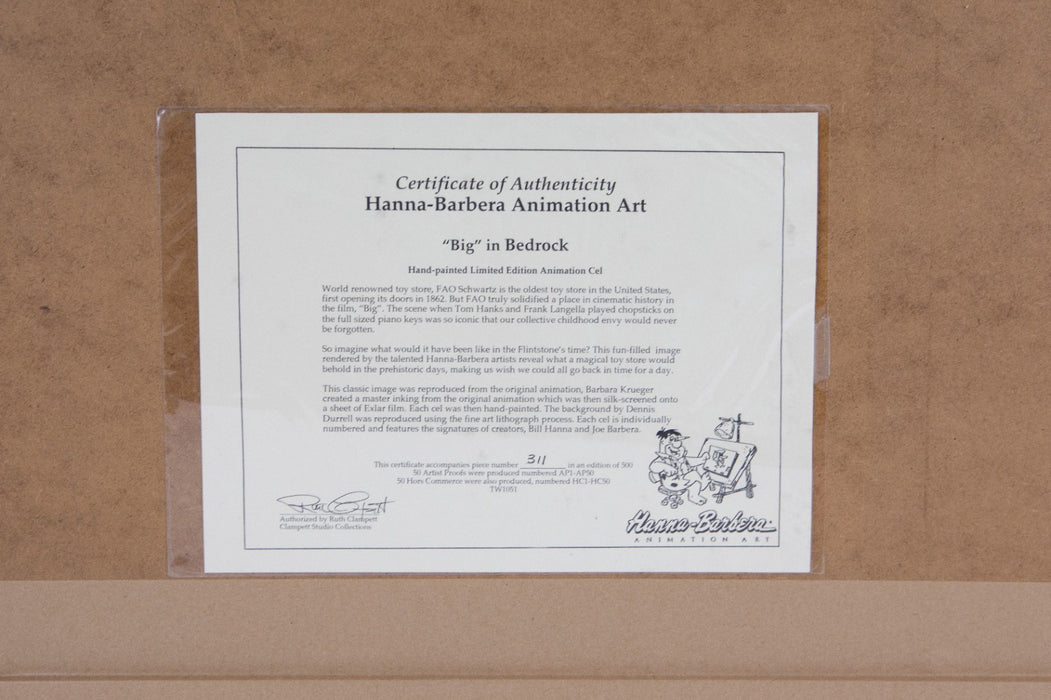 Certificate of Authenticity
Hanna-Barbera Animation Art
“Big” in Bedrock
Hand-painted Limited Edition Animation Cel
World renowned toy store, FAO Schwartz is the oldest toy store in the United States,
first opening its doors in 1862. But FAO truly solidified a place in cinematic history in
the film, “Big”. The scene when Tom Hanks and Frank Langella played chopsticks on
the full sized piano keys was so iconic that our collective childhood envy would never
be forgotten.
So imagine what would it have been like in the Flintstone's time? This fun-filled image
rendered by the talented Hanna-Barbera artists reveal what a magical toy store would
behold in the prehistoric days, making us wish we could all go back in time for a day.
This classic image was reproduced from the original animation, Barbara Krueger
created a master inking from the original animation which was then silk-screened onto
a sheet of Exlar film. Each cel was then hand-painted. The background by Dennis
Durrell was reproduced using the fine art lithograph process. Each cel is individually
numbered and features the signatures of creators, Bill Hanna and Joe Barbera.
This certificate accompanies piece number 311 in an edition of 500
50 Artist Proofs were produced numbered AP1-AP50
50 Hors Commerce were also produced, numbered HC1-HC50
TW1051
Ruth Clampett
Authorized by Ruth Clampett
Clampett Studio Collections
Hanna-Barbera
ANIMATION ART